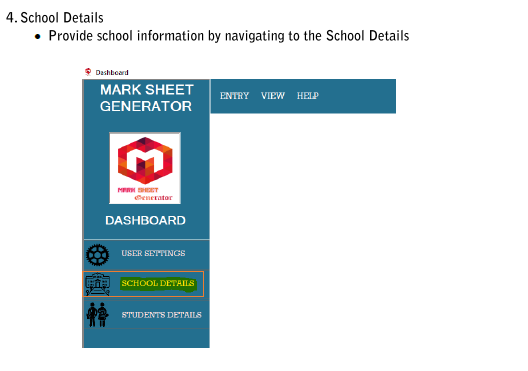 4. School Details
• Provide school information by navigating to the School Details
Dashboard
MARK SHEET
GENERATOR
ENTRY VIEW HELP
MARK SHEET
Generator
DASHBOARD
USER SETTINGS
SCHOOL DETAILS
STUDENTS DETAILS